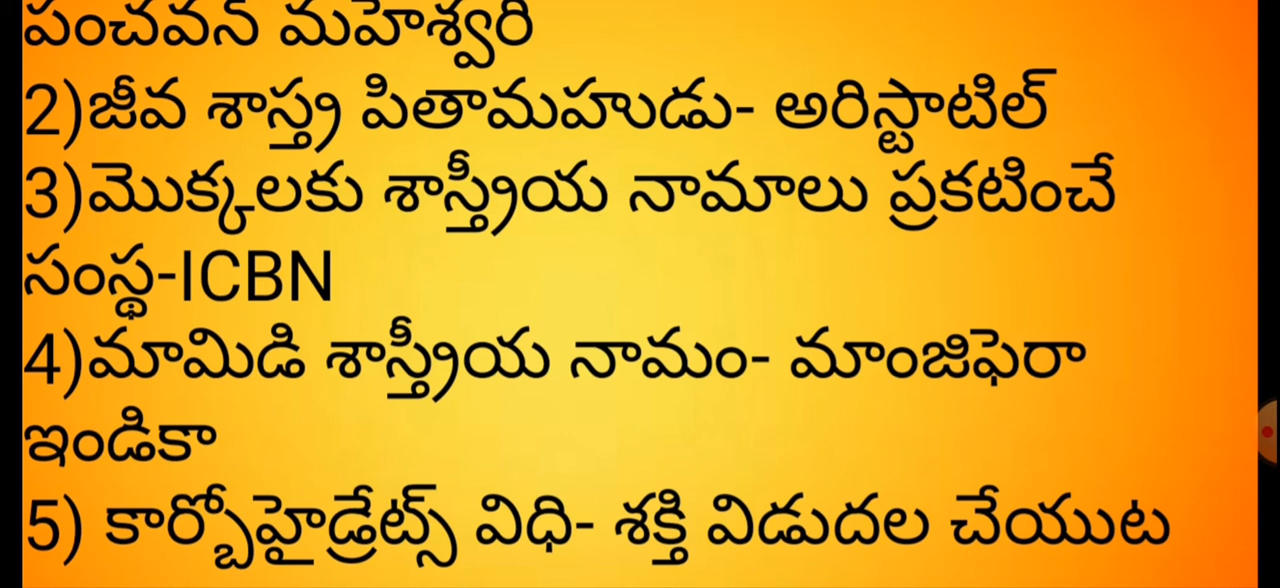 పంచవన్ మహేశ్వరి
2)జీవ శాస్త్ర పితామహుడు- అరిస్టాటిల్
3)మొక్కలకు శాస్త్రీయ నామాలు ప్రకటించే
సంస్థ-ICBN
4)మామిడి శాస్త్రీయ నామం- మాంజిఫెరా
ఇండికా
5) కార్బోహైడ్రేట్స్ విధి- శక్తి విడుదల చేయుట